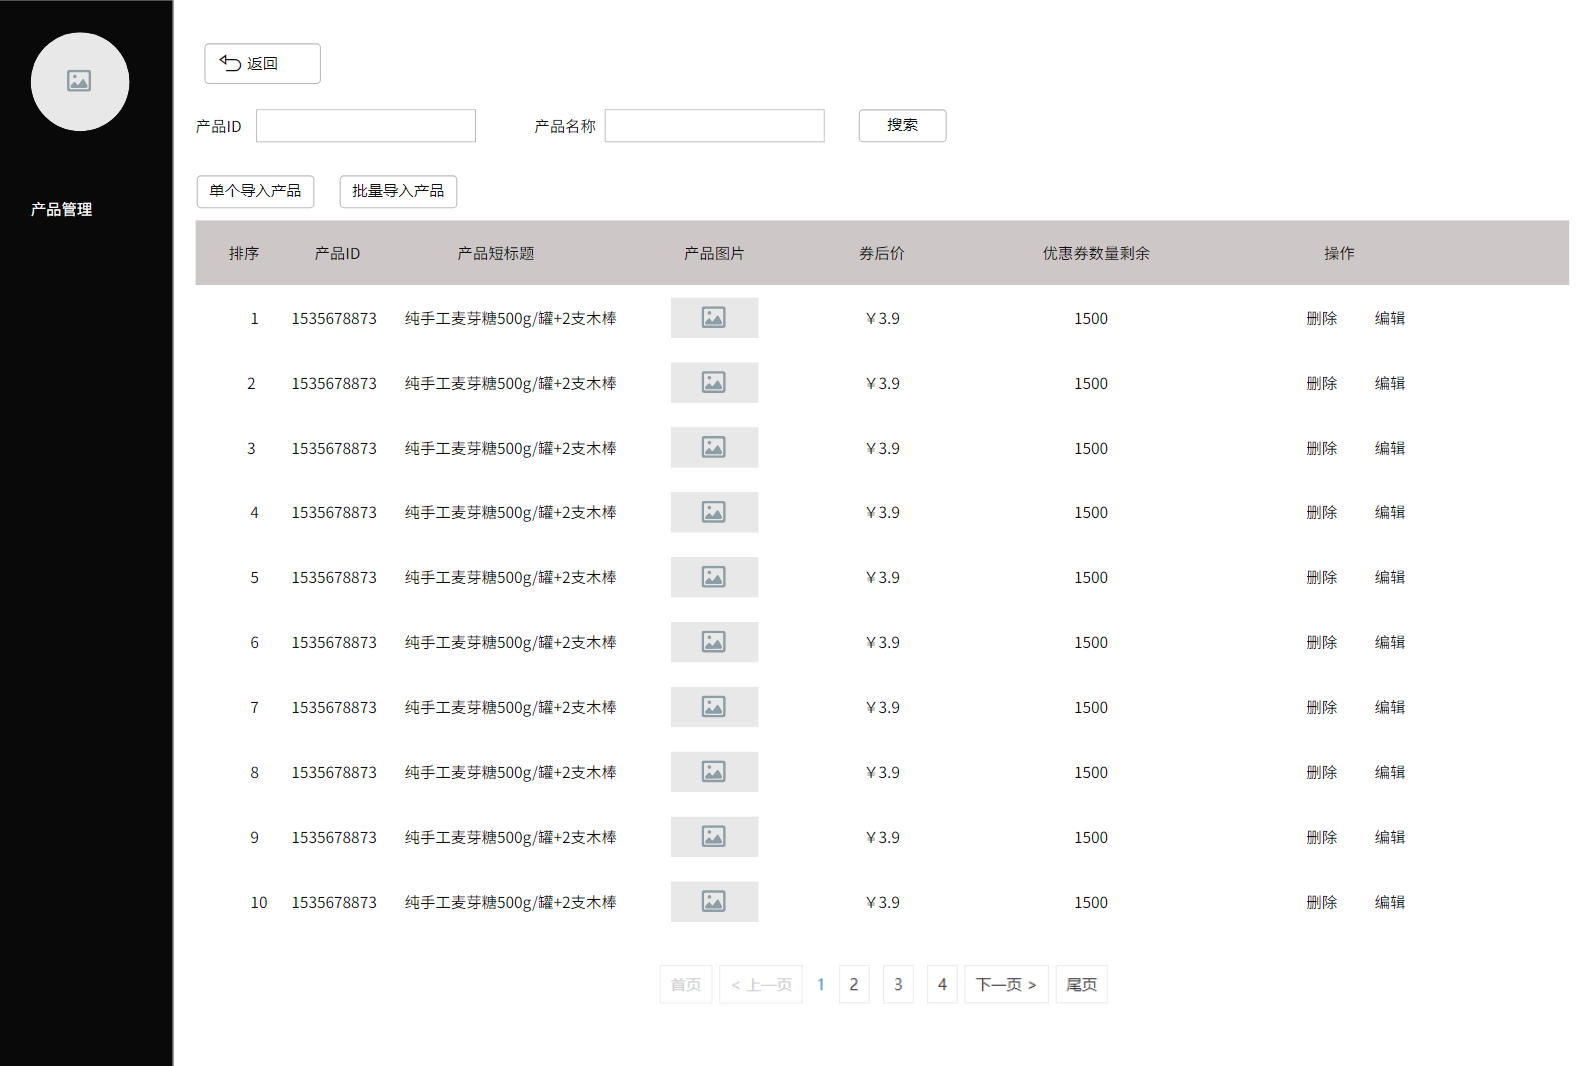 返回
产品ID 产品名称 搜索
单个导入产品 批量导入产品
产品管理
排序 产品ID 产品短标题 产品图片 券后价 优惠券数量剩余 操作
1 1535678873 纯手工麦芽糖500g/罐+2支木棒 ￥3.9 1500 删除 编辑
2 1535678873 纯手工麦芽糖500g/罐+2支木棒 ￥3.9 1500 删除 编辑
3 1535678873 纯手工麦芽糖500g/罐+2支木棒 ￥3.9 1500 删除 编辑
4 1535678873 纯手工麦芽糖500g/罐+2支木棒 ￥3.9 1500 删除 编辑
5 1535678873 纯手工麦芽糖500g/罐+2支木棒 ￥3.9 1500 删除 编辑
6 1535678873 纯手工麦芽糖500g/罐+2支木棒 ￥3.9 1500 删除 编辑
7 1535678873 纯手工麦芽糖500g/罐+2支木棒 ￥3.9 1500 删除 编辑
8 1535678873 纯手工麦芽糖500g/罐+2支木棒 ￥3.9 1500 删除 编辑
9 1535678873 纯手工麦芽糖500g/罐+2支木棒 ￥3.9 1500 删除 编辑
10 1535678873 纯手工麦芽糖500g/罐+2支木棒 ￥3.9 1500 删除 编辑
首页 < 上一页 1 2 3 4 下一页 > 尾页